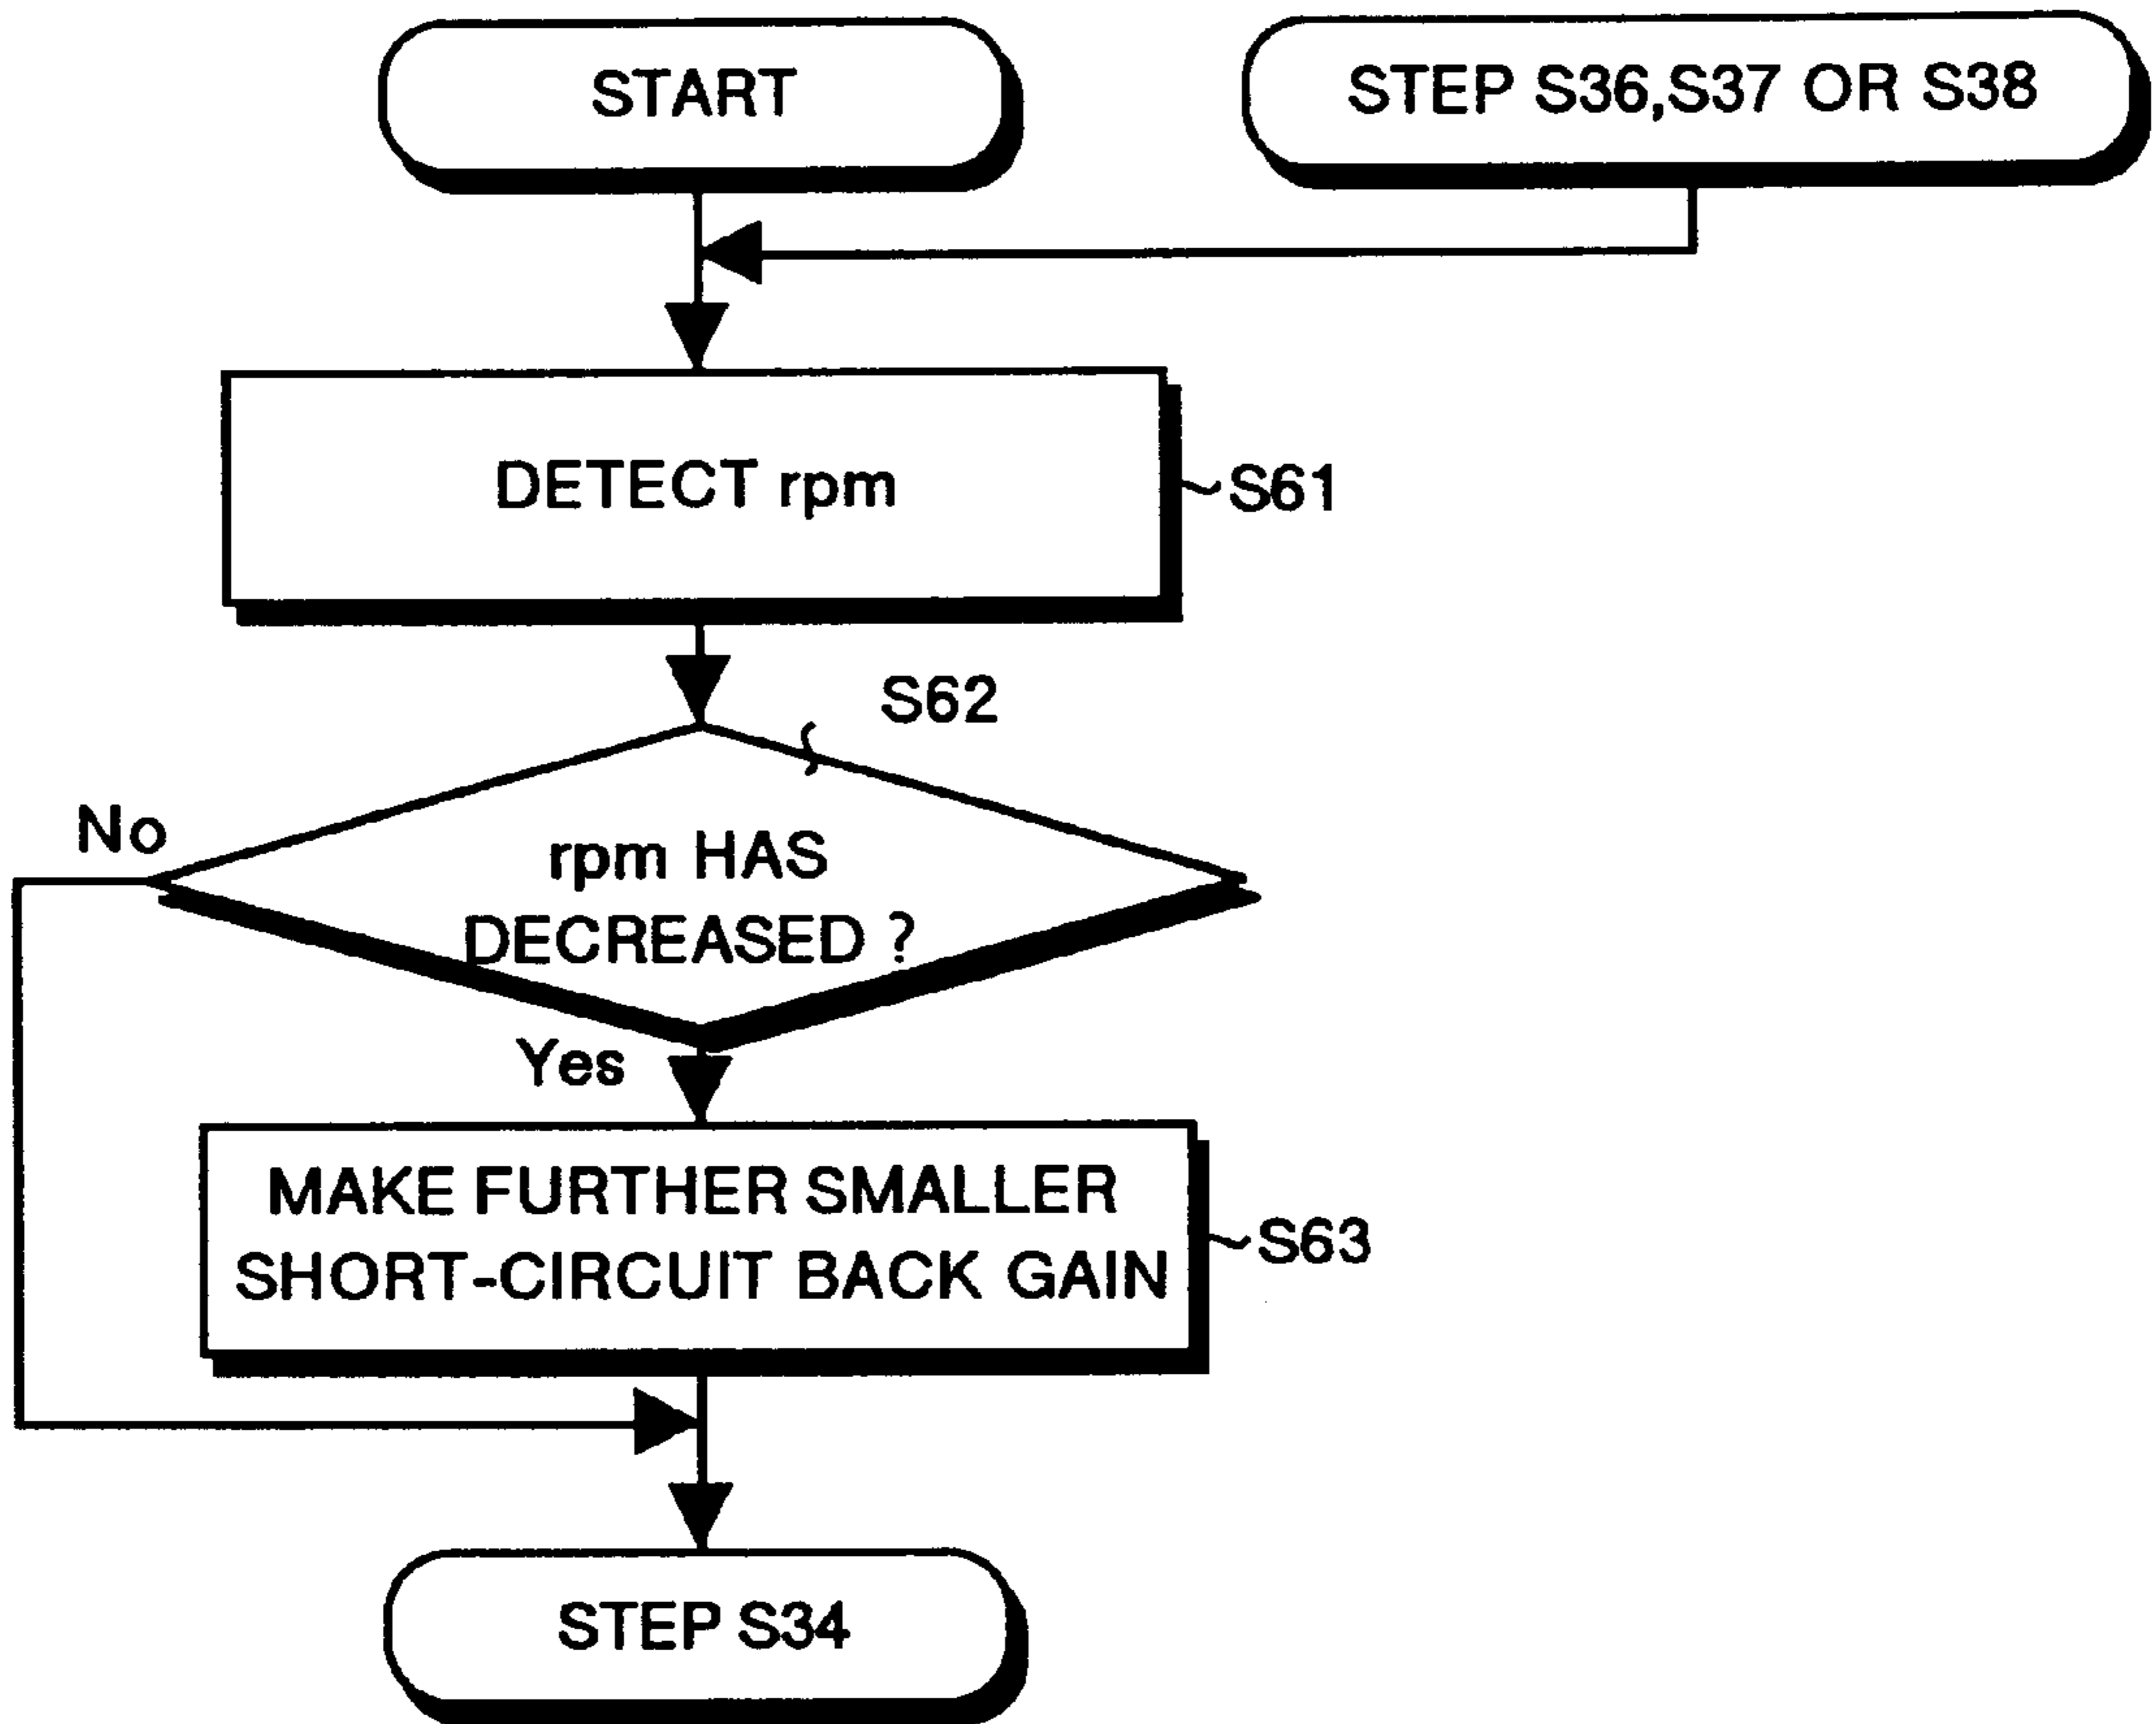 START
STEP S36,S37 OR S38
DETECT rpm
S61
S62
No
rpm HAS
DECREASED ?
Yes
MAKE FURTHER SMALLER
SHORT-CIRCUIT BACK GAIN
S63
STEP S34